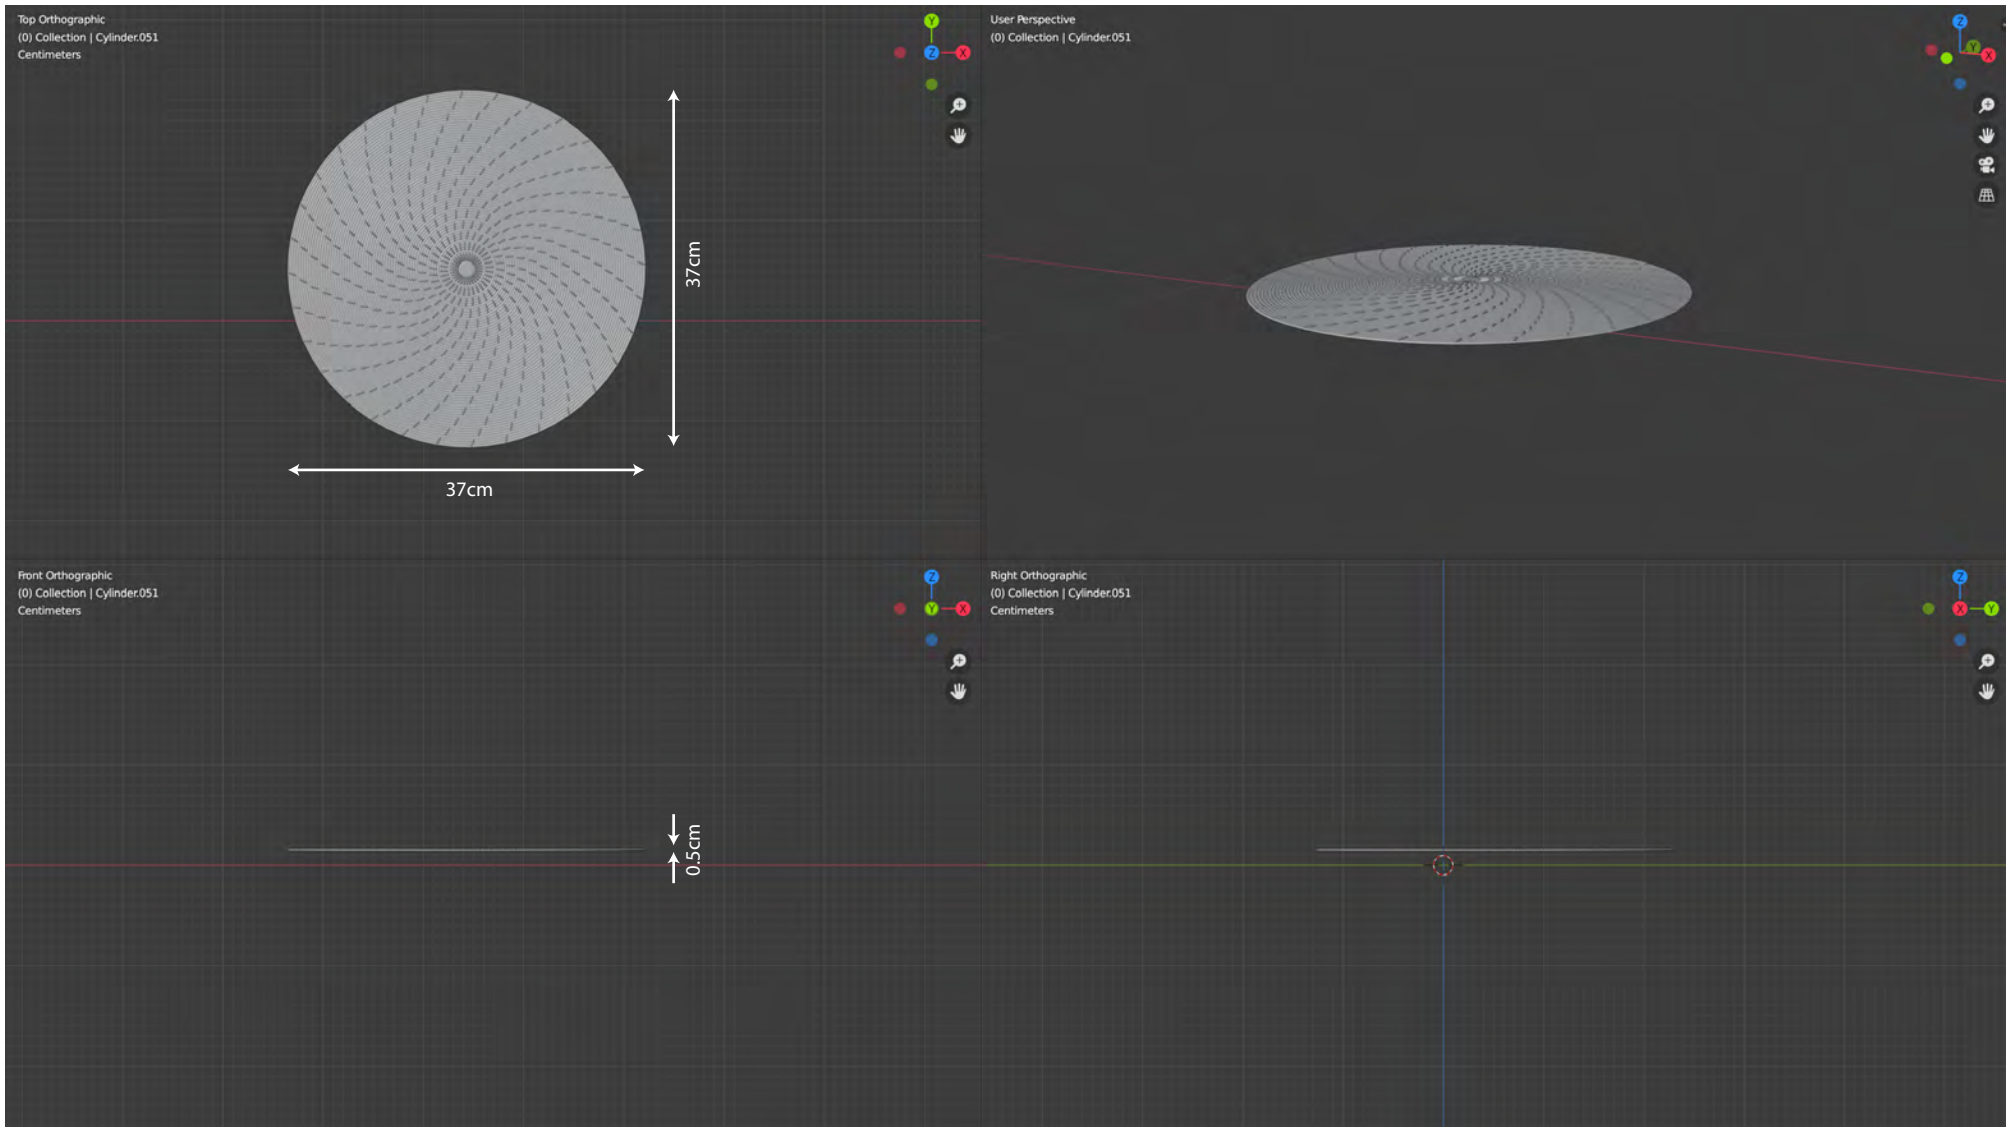 Top Orthographic
(0) Collection | Cylinder.051
Centimeters
Y
Z
X
37cm
37cm
User Perspective
(0) Collection | Cylinder.051
Z
Y
X
Front Orthographic
(0) Collection | Cylinder.051
Centimeters
Z
Y
X
0.5cm
Right Orthographic
(0) Collection | Cylinder.051
Centimeters
Z
X
Y